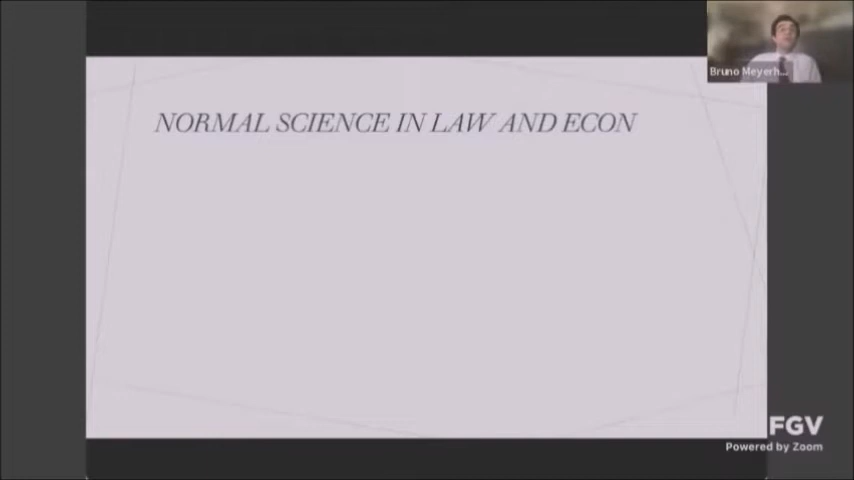 Bruno Meyerh...
NORMAL SCIENCE IN LAW AND ECON
FGV
Powered by Zoom